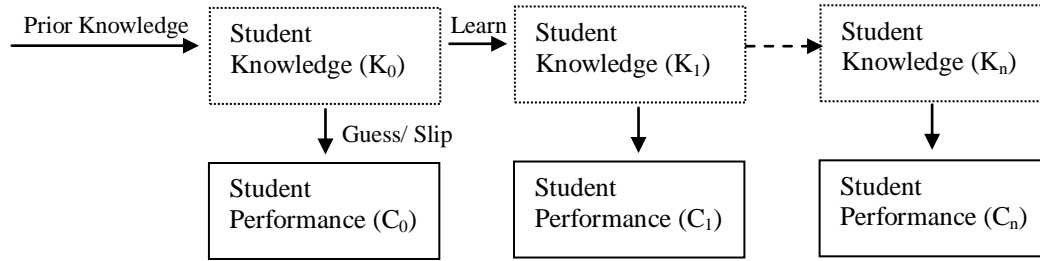 Prior Knowledge
Student
Knowledge (K₀)
Learn
Student
Knowledge (K₁)
Student
Knowledge (Kₙ)
Guess/ Slip
Student
Performance (C₀)
Student
Performance (C₁)
Student
Performance (Cₙ)